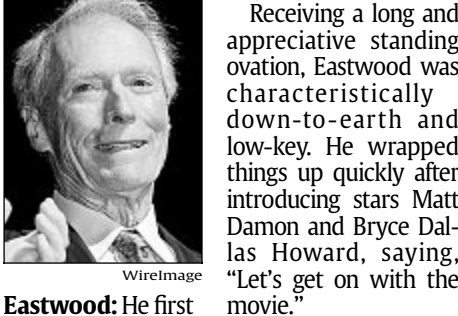 WireImage
Eastwood: He first
Receiving a long and
appreciative standing
ovation, Eastwood was
characteristically
down-to-earth and
low-key. He wrapped
things up quickly after
introducing stars Matt
Damon and Bryce Dal-
las Howard, saying,
“Let’s get on with the
movie.”